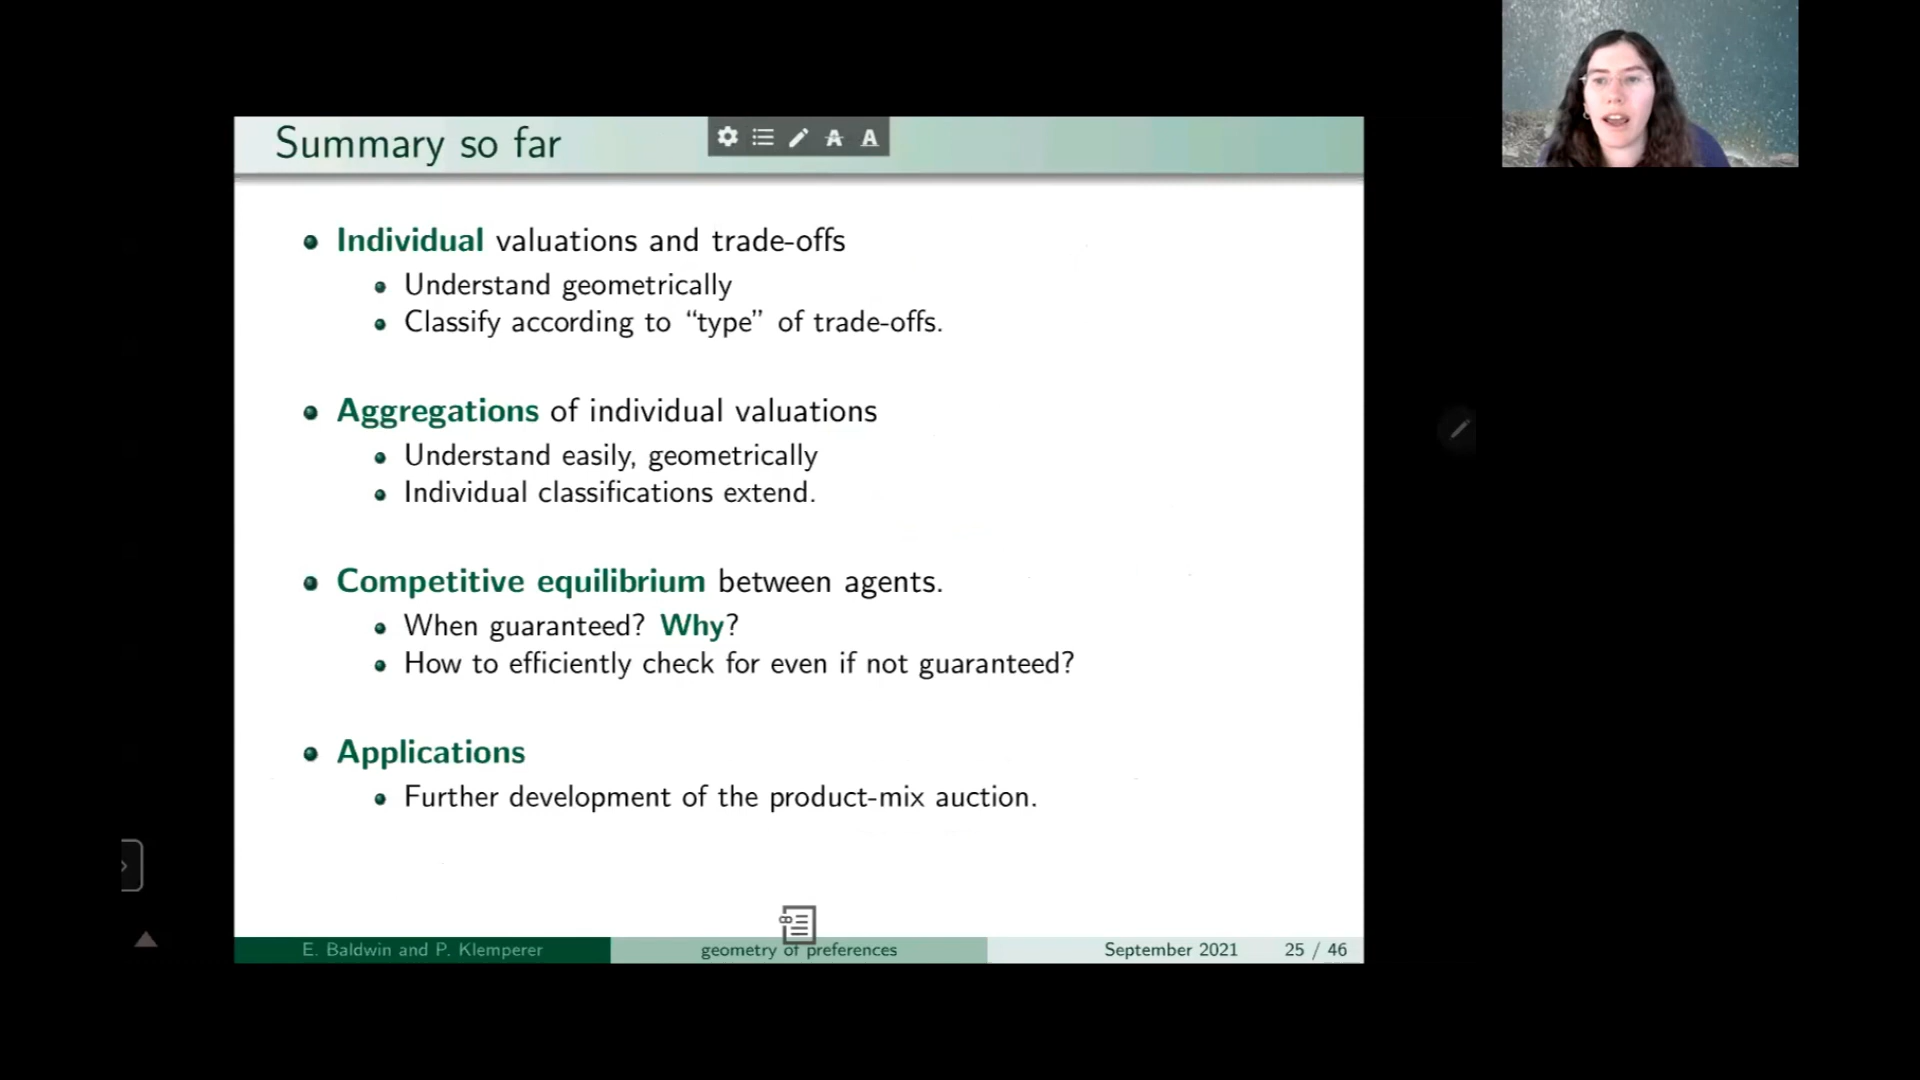 Summary so far
Individual valuations and trade-offs
Understand geometrically
Classify according to “type” of trade-offs.
Aggregations of individual valuations
Understand easily, geometrically
Individual classifications extend.
Competitive equilibrium between agents.
When guaranteed? Why?
How to efficiently check for even if not guaranteed?
Applications
Further development of the product-mix auction.
E. Baldwin and P. Klemperer
geometry of preferences
September 2021
25 / 46